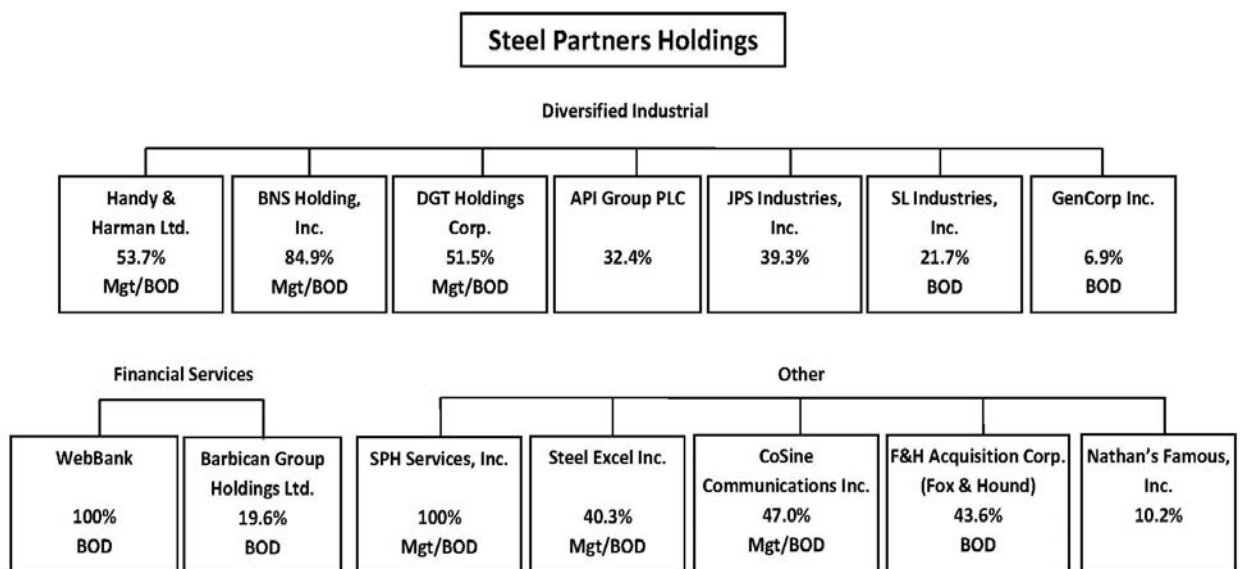 Steel Partners Holdings
Diversified Industrial
Handy &
Harman Ltd.
53.7%
Mgt/BOD
BNS Holding,
Inc.
84.9%
Mgt/BOD
DGT Holdings
Corp.
51.5%
Mgt/BOD
API Group PLC
32.4%
JPS Industries,
Inc.
39.3%
SL Industries,
Inc.
21.7%
BOD
GenCorp Inc.
6.9%
BOD
Financial Services
WebBank
100%
BOD
Barbican Group
Holdings Ltd.
19.6%
BOD
Other
SPH Services, Inc.
100%
Mgt/BOD
Steel Excel Inc.
40.3%
Mgt/BOD
CoSine
Communications Inc.
47.0%
Mgt/BOD
F&H Acquisition Corp.
(Fox & Hound)
43.6%
BOD
Nathan's Famous,
Inc.
10.2%